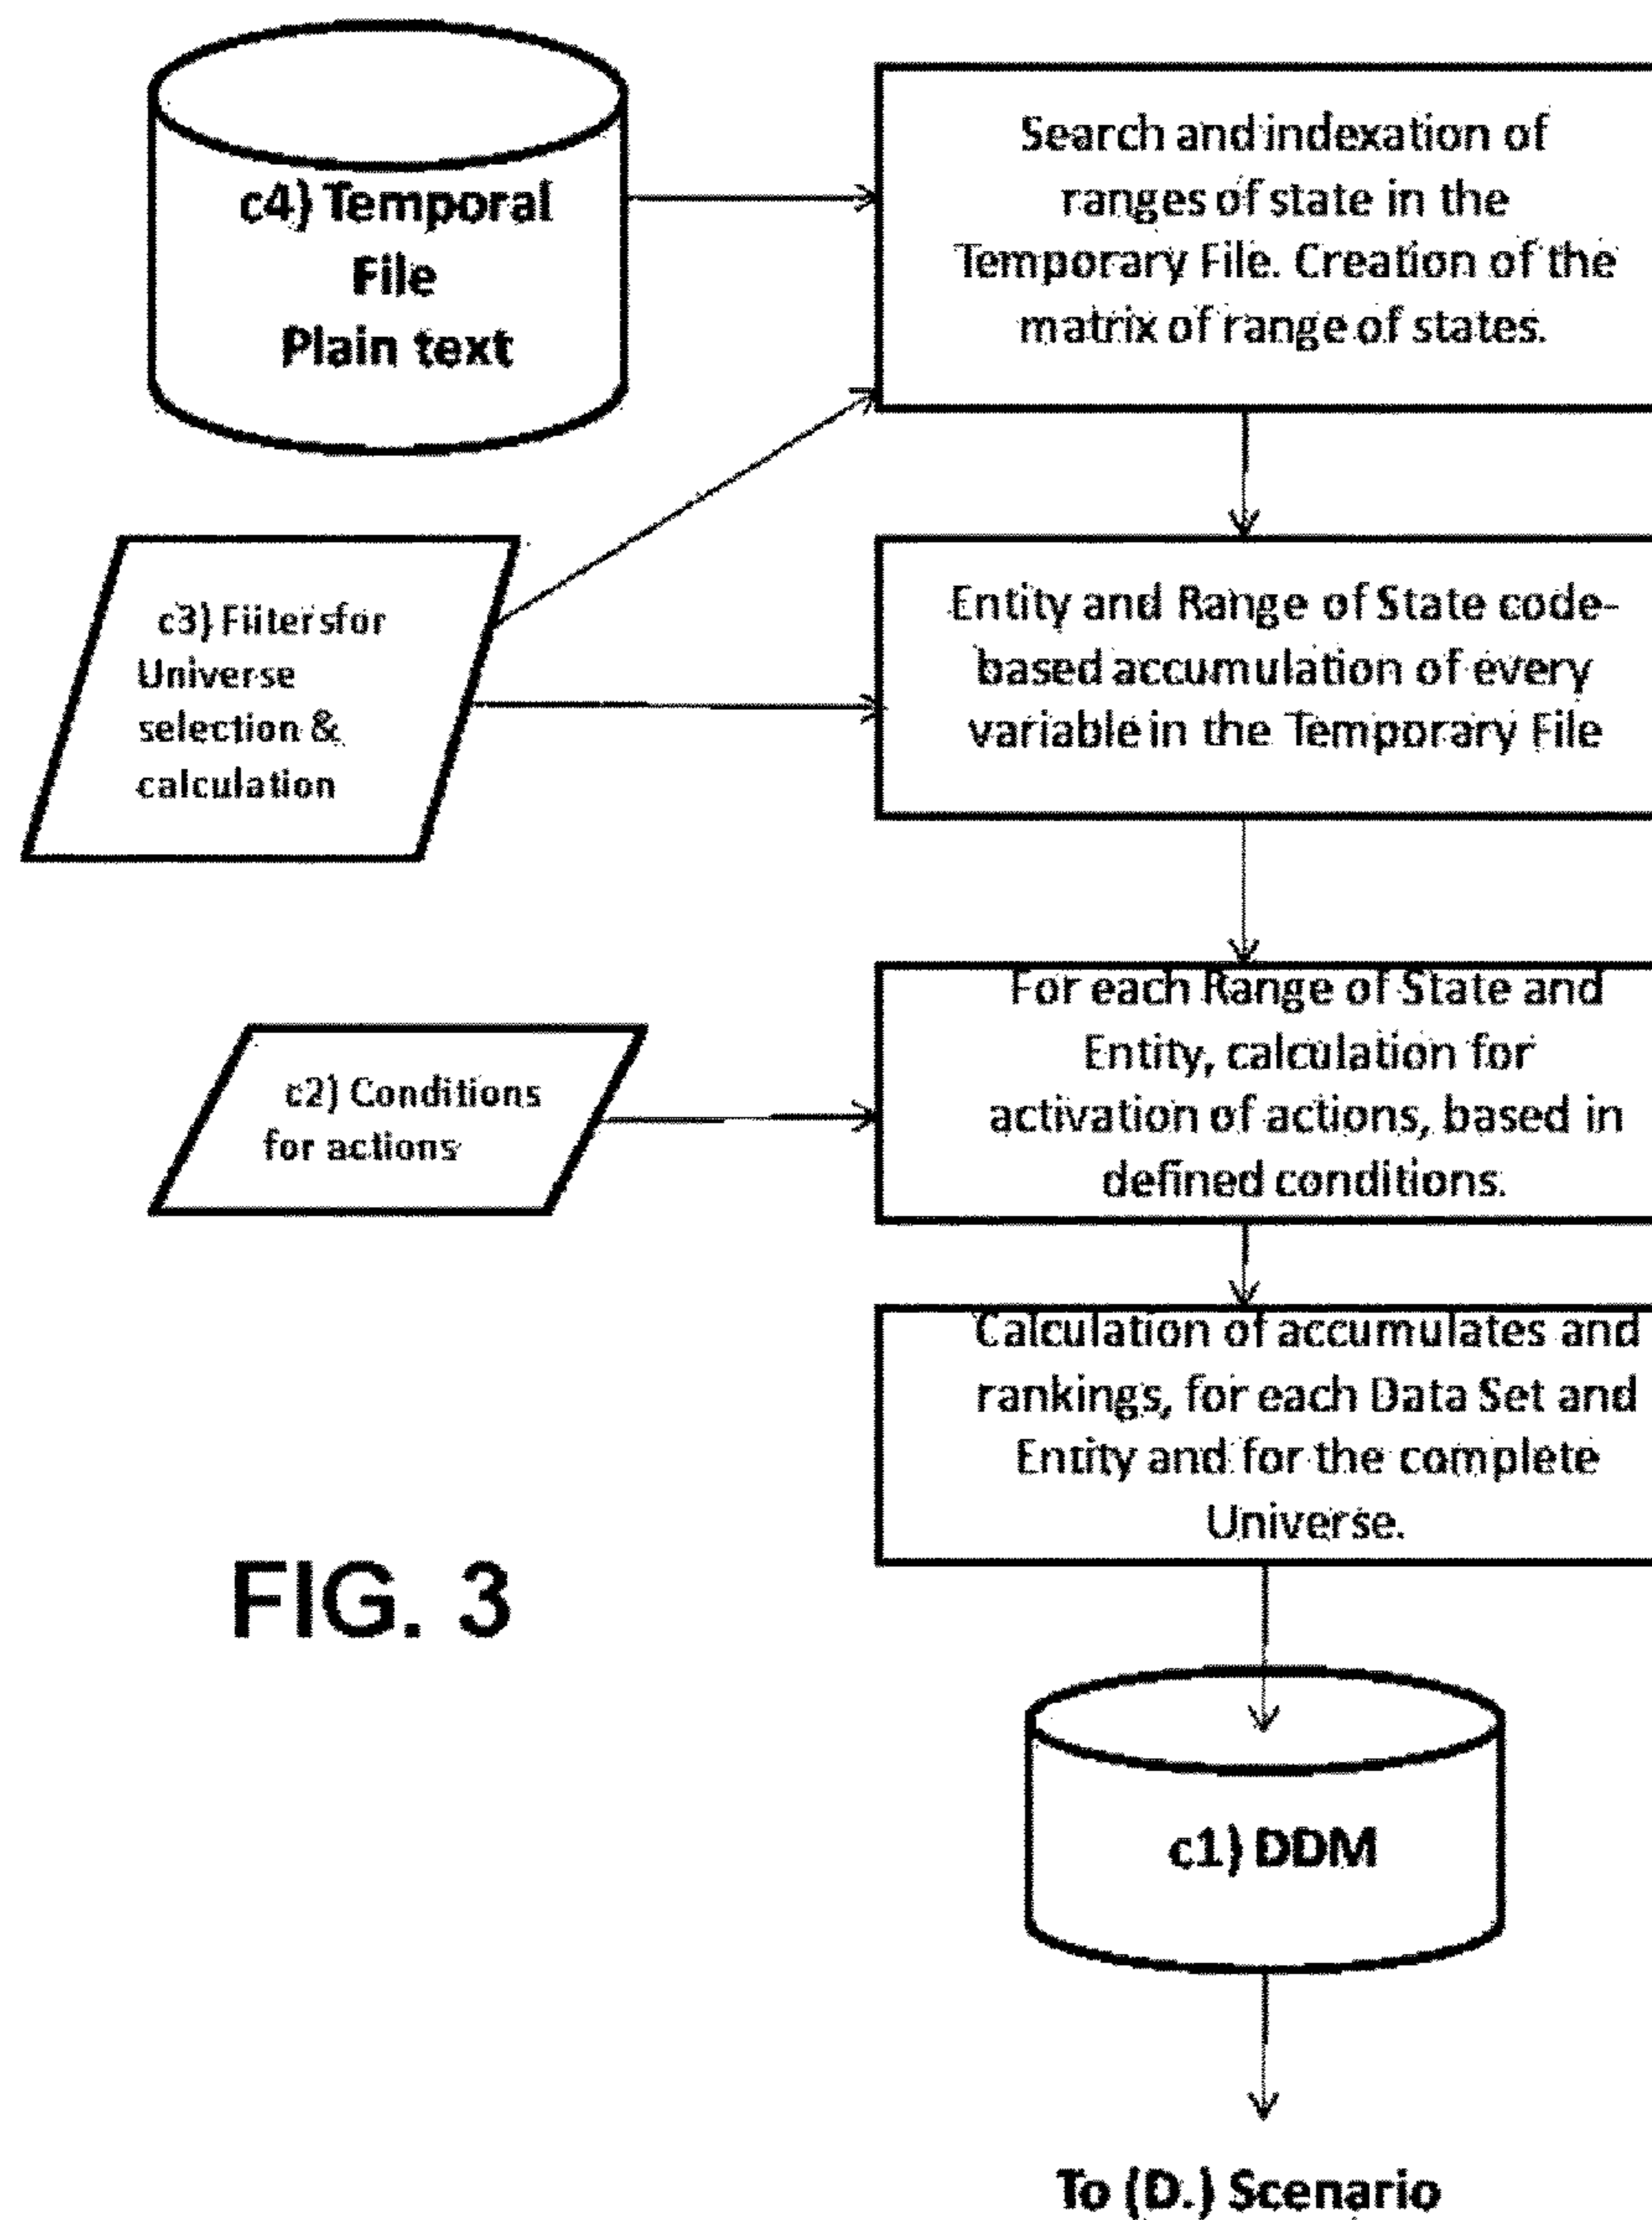 c4) Temporal
File
Plain text
Search and indexation of
ranges of state in the
Temporary File. Creation of the
matrix of range of states.
c3) Fiitersfor
Universe
selection &
calculation
Entity and Range of State code-
based accumulation of every
variable in the Temporary File
c2) Conditions
for actions
For each Range of State and
Entity, calculation for
activation of actions, based in
defined conditions.
Calculation of accumulates and
rankings, for each Data Set and
Entity and for the complete
Universe.
FIG. 3
c1) DDM
To (D.) Scenario